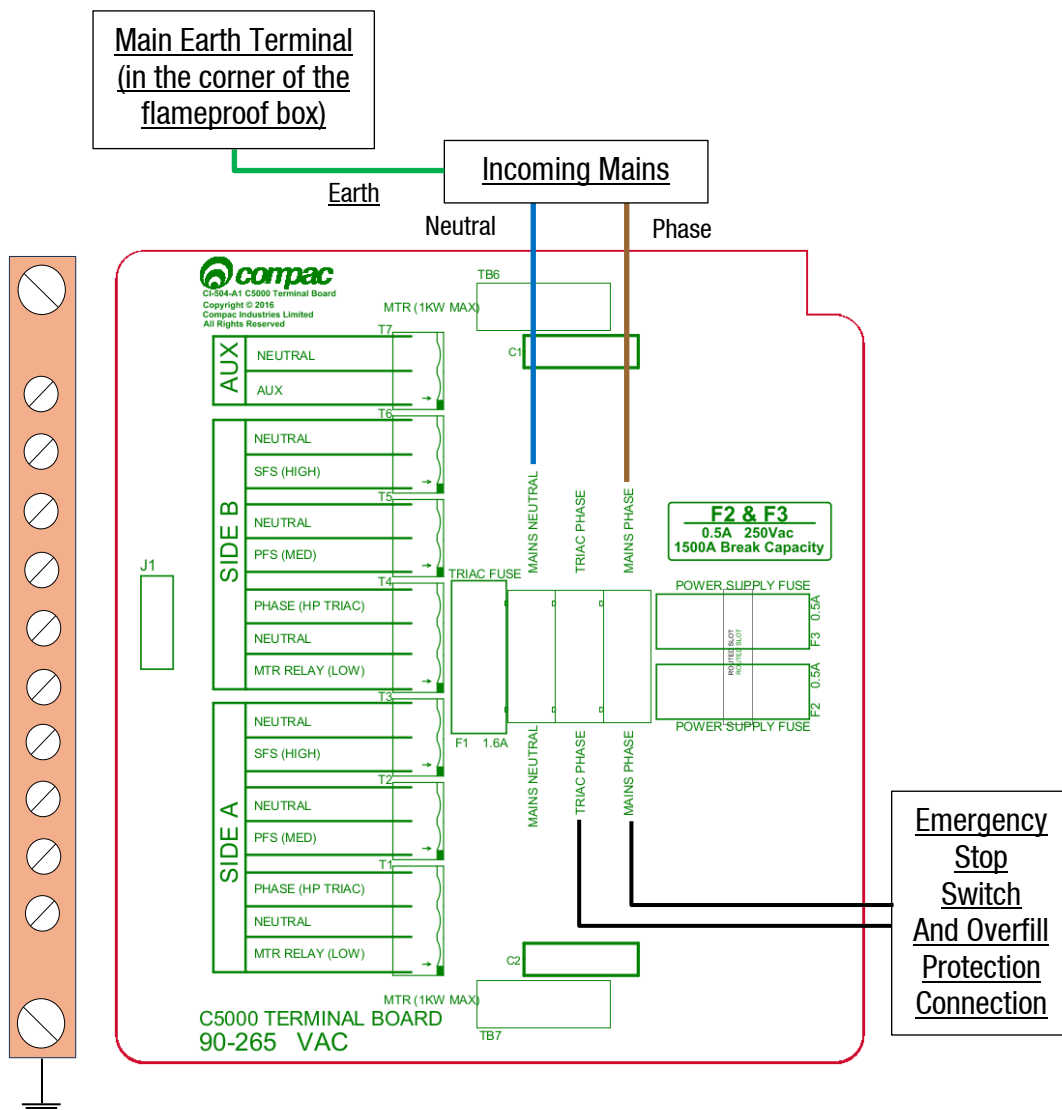 Main Earth Terminal
(in the corner of the
flameproof box)
Incoming Mains
Earth
Neutral
Phase
compac
CI-504-A1 C5000 Terminal Board
Copyright © 2016
Compac Industries Limited
All Rights Reserved
TB6
MTR (1KW MAX)
C1
T7
AUX
NEUTRAL
AUX
T6
SIDE B
NEUTRAL
SFS (HIGH)
T5
NEUTRAL
PFS (MED)
T4
PHASE (HP TRIAC)
NEUTRAL
MTR RELAY (LOW)
J1
T3
SIDE A
NEUTRAL
SFS (HIGH)
T2
NEUTRAL
PFS (MED)
T1
PHASE (HP TRIAC)
NEUTRAL
MTR RELAY (LOW)
MAINS NEUTRAL
TRIAC PHASE
MAINS PHASE
F2 & F3
0.5A 250Vac
1500A Break Capacity
TRIAC FUSE
F1 1.6A
POWER SUPPLY FUSE
F3 0.5A
ROUTED SLOT
ROUTED SLOT
F2 0.5A
POWER SUPPLY FUSE
MAINS NEUTRAL
TRIAC PHASE
MAINS PHASE
Emergency
Stop
Switch
And Overfill
Protection
Connection
C2
MTR (1KW MAX)
TB7
C5000 TERMINAL BOARD
90-265 VAC